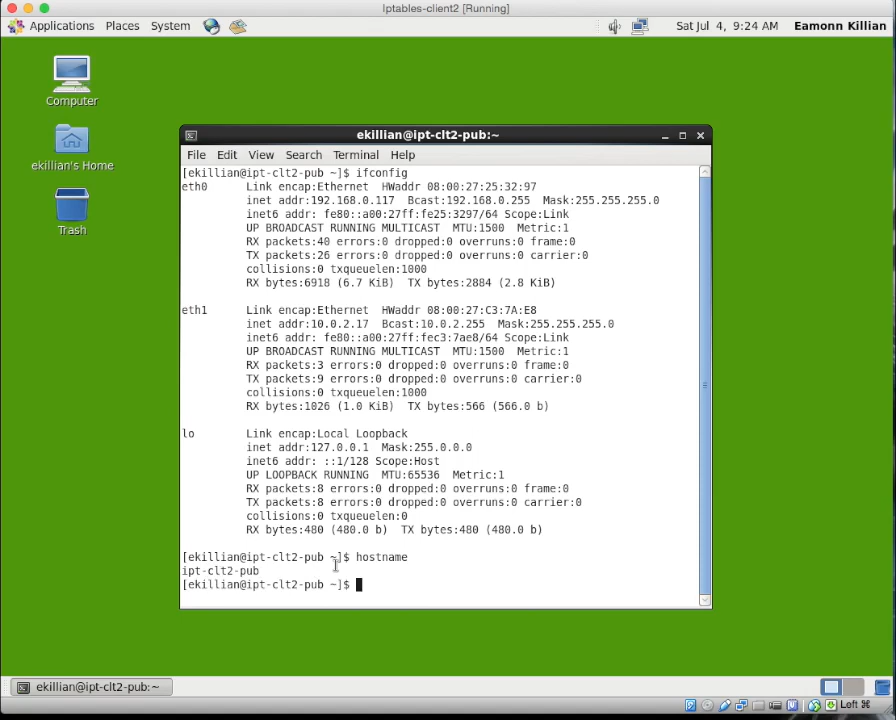 Iptables-client2 [Running]
Applications Places System
Sat Jul 4, 9:24 AM Eamonn Killian
Computer
ekillian's Home
Trash
ekillian@ipt-clt2-pub:~
File Edit View Search Terminal Help
[ekillian@ipt-clt2-pub ~]$ ifconfig
eth0 Link encap:Ethernet HWaddr 08:00:27:25:32:97
inet addr:192.168.0.117 Bcast:192.168.0.255 Mask:255.255.255.0
inet6 addr: fe80::a00:27ff:fe25:3297/64 Scope:Link
UP BROADCAST RUNNING MULTICAST MTU:1500 Metric:1
RX packets:40 errors:0 dropped:0 overruns:0 frame:0
TX packets:26 errors:0 dropped:0 overruns:0 carrier:0
collisions:0 txqueuelen:1000
RX bytes:6918 (6.7 KiB) TX bytes:2884 (2.8 KiB)
eth1 Link encap:Ethernet HWaddr 08:00:27:C3:7A:E8
inet addr:10.0.2.17 Bcast:10.0.2.255 Mask:255.255.255.0
inet6 addr: fe80::a00:27ff:fec3:7ae8/64 Scope:Link
UP BROADCAST RUNNING MULTICAST MTU:1500 Metric:1
RX packets:3 errors:0 dropped:0 overruns:0 frame:0
TX packets:9 errors:0 dropped:0 overruns:0 carrier:0
collisions:0 txqueuelen:1000
RX bytes:1026 (1.0 KiB) TX bytes:566 (566.0 b)
lo Link encap:Local Loopback
inet addr:127.0.0.1 Mask:255.0.0.0
inet6 addr: ::1/128 Scope:Host
UP LOOPBACK RUNNING MTU:65536 Metric:1
RX packets:8 errors:0 dropped:0 overruns:0 frame:0
TX packets:8 errors:0 dropped:0 overruns:0 carrier:0
collisions:0 txqueuelen:0
RX bytes:480 (480.0 b) TX bytes:480 (480.0 b)
[ekillian@ipt-clt2-pub ~]$ hostname
ipt-clt2-pub
[ekillian@ipt-clt2-pub ~]$
ekillian@ipt-clt2-pub:~
Left ⌘